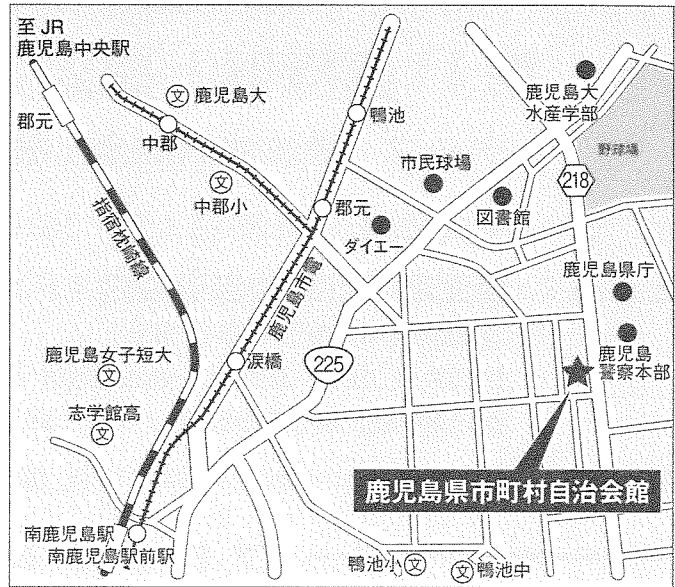 至 JR
鹿児島中央駅
郡元
文 鹿児島大
中郡
文
中郡小
鴨池
郡元
市民球場
ダイエー
図書館
鹿児島大
水産学部
野球場
218
鹿児島県庁
鹿児島
警察本部
指宿枕崎線
鹿児島市電
涙橋
225
鹿児島女子短大
文
志学館高
文
鹿児島県市町村自治会館
南鹿児島駅
南鹿児島駅前駅
鴨池小 文
文 鴨池中